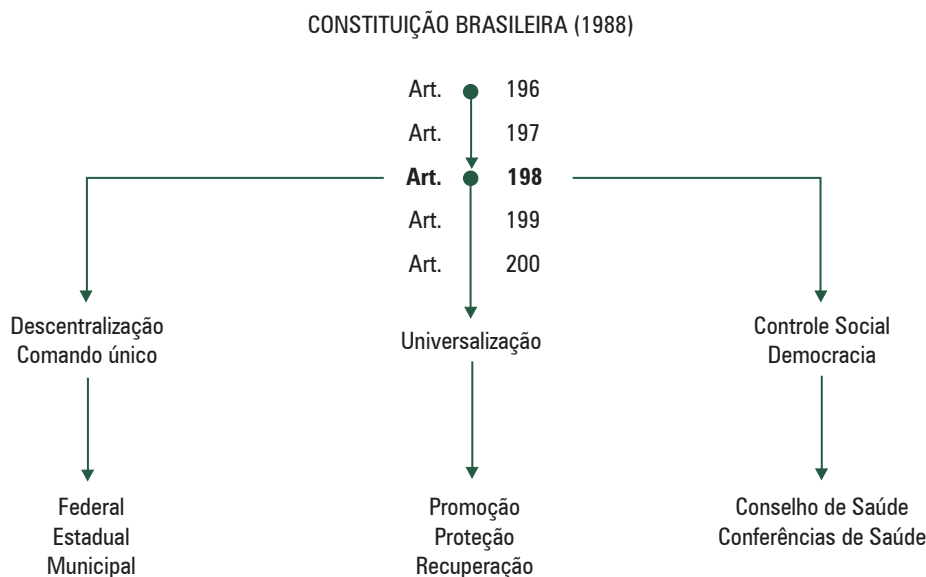 CONSTITUIÇÃO BRASILEIRA (1988)
Art. 196
Art. 197
Art. 198
Art. 199
Art. 200
Descentralização
Comando único
Universalização
Controle Social
Democracia
Federal
Estadual
Municipal
Promoção
Proteção
Recuperação
Conselho de Saúde
Conferências de Saúde